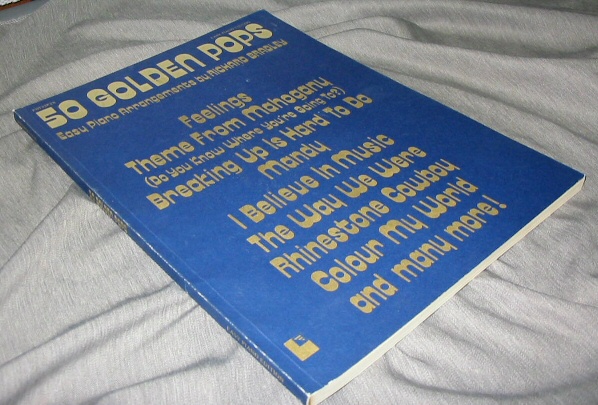 50 GOLDEN POPS
Easy Piano Arrangements by RICHARD BRADLEY
Feelings
Theme From Mahogany
(Do You Know Where You're Going To?)
Breaking Up Is Hard To Do
Mandy
I Believe In Music
The Way We Were
Rhinestone Cowboy
Colour My World
and many more!